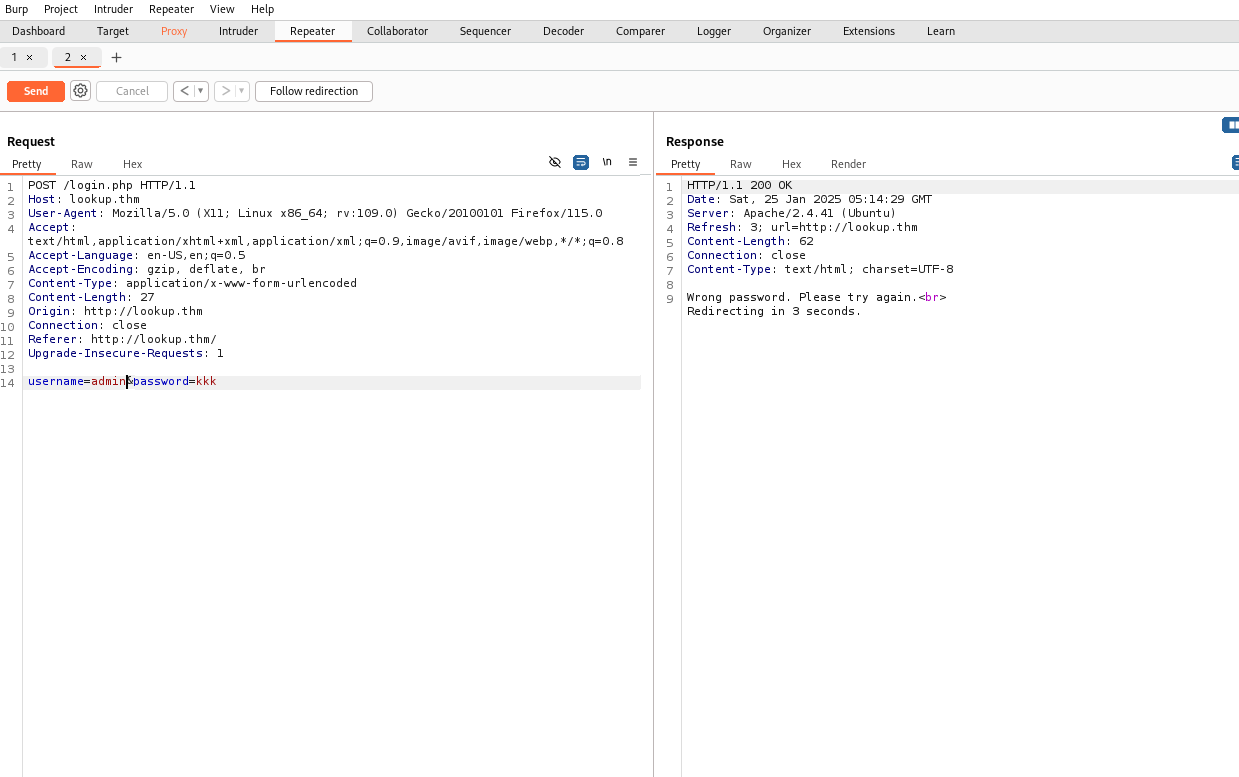 Burp Project Intruder Repeater View Help
Dashboard Target Proxy Intruder Repeater Collaborator Sequencer Decoder Comparer Logger Organizer Extensions Learn
1 × 2 × +
Send Cancel < ▼ > ▼ Follow redirection
Request
Pretty Raw Hex \n
1 POST /login.php HTTP/1.1
2 Host: lookup.thm
3 User-Agent: Mozilla/5.0 (X11; Linux x86_64; rv:109.0) Gecko/20100101 Firefox/115.0
4 Accept:
text/html,application/xhtml+xml,application/xml;q=0.9,image/avif,image/webp,*/*;q=0.8
5 Accept-Language: en-US,en;q=0.5
6 Accept-Encoding: gzip, deflate, br
7 Content-Type: application/x-www-form-urlencoded
8 Content-Length: 27
9 Origin: http://lookup.thm
10 Connection: close
11 Referer: http://lookup.thm/
12 Upgrade-Insecure-Requests: 1
13
14 username=admin&password=kkk
Response
Pretty Raw Hex Render
1 HTTP/1.1 200 OK
2 Date: Sat, 25 Jan 2025 05:14:29 GMT
3 Server: Apache/2.4.41 (Ubuntu)
4 Refresh: 3; url=http://lookup.thm
5 Content-Length: 62
6 Connection: close
7 Content-Type: text/html; charset=UTF-8
8
9 Wrong password. Please try again.<br>
Redirecting in 3 seconds.